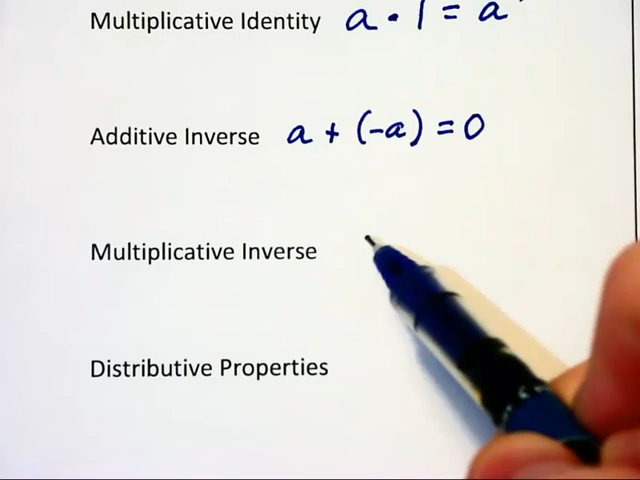 Multiplicative Identity a • 1 = a
Additive Inverse a + (-a) = 0
Multiplicative Inverse
Distributive Properties